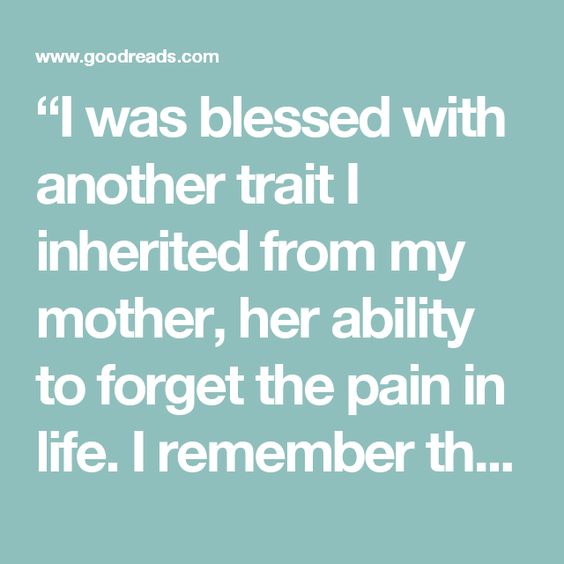 www.goodreads.com
“I was blessed with
another trait I
inherited from my
mother, her ability
to forget the pain in
life. I remember th...